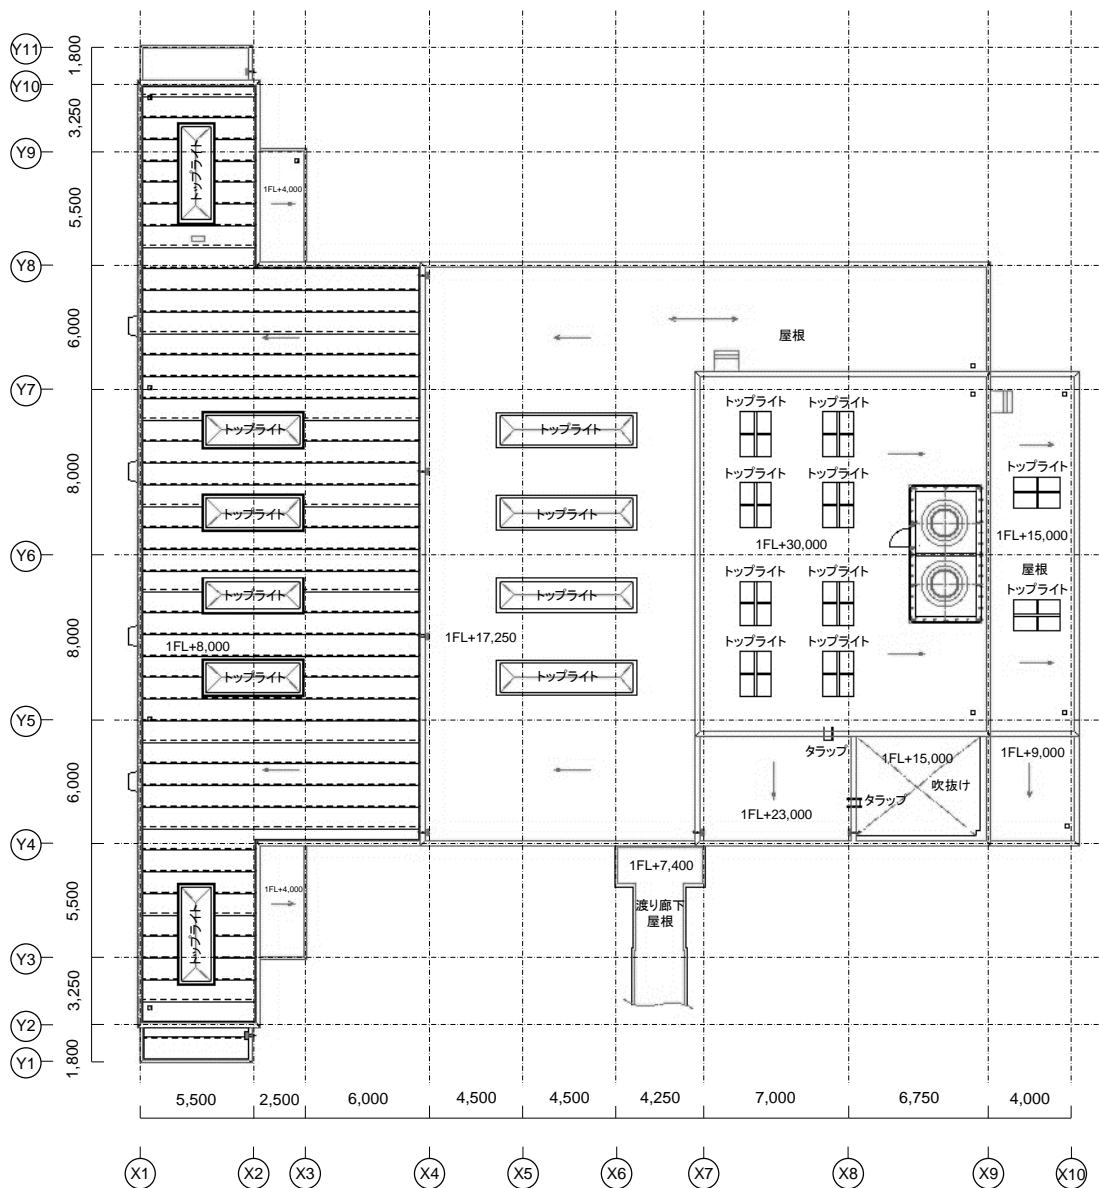 Y11
1,800
Y10
3,250
Y9
トップライト
1FL+4,000
5,500
Y8
6,000
屋根
Y7
トップライト
トップライト
トップライト
トップライト
8,000
トップライト
トップライト
トップライト
トップライト
トップライト
1FL+15,000
1FL+30,000
Y6
屋根
トップライト
トップライト
トップライト
トップライト
トップライト
8,000
1FL+8,000
1FL+17,250
トップライト
トップライト
トップライト
トップライト
Y5
タラップ
1FL+15,000
1FL+9,000
6,000
吹抜け
タラップ
1FL+23,000
Y4
1FL+7,400
1FL+4,000
5,500
渡り廊下
屋根
トップライト
Y3
3,250
Y2
1,800
Y1
5,500
2,500
6,000
4,500
4,500
4,250
7,000
6,750
4,000
X1
X2
X3
X4
X5
X6
X7
X8
X9
X10